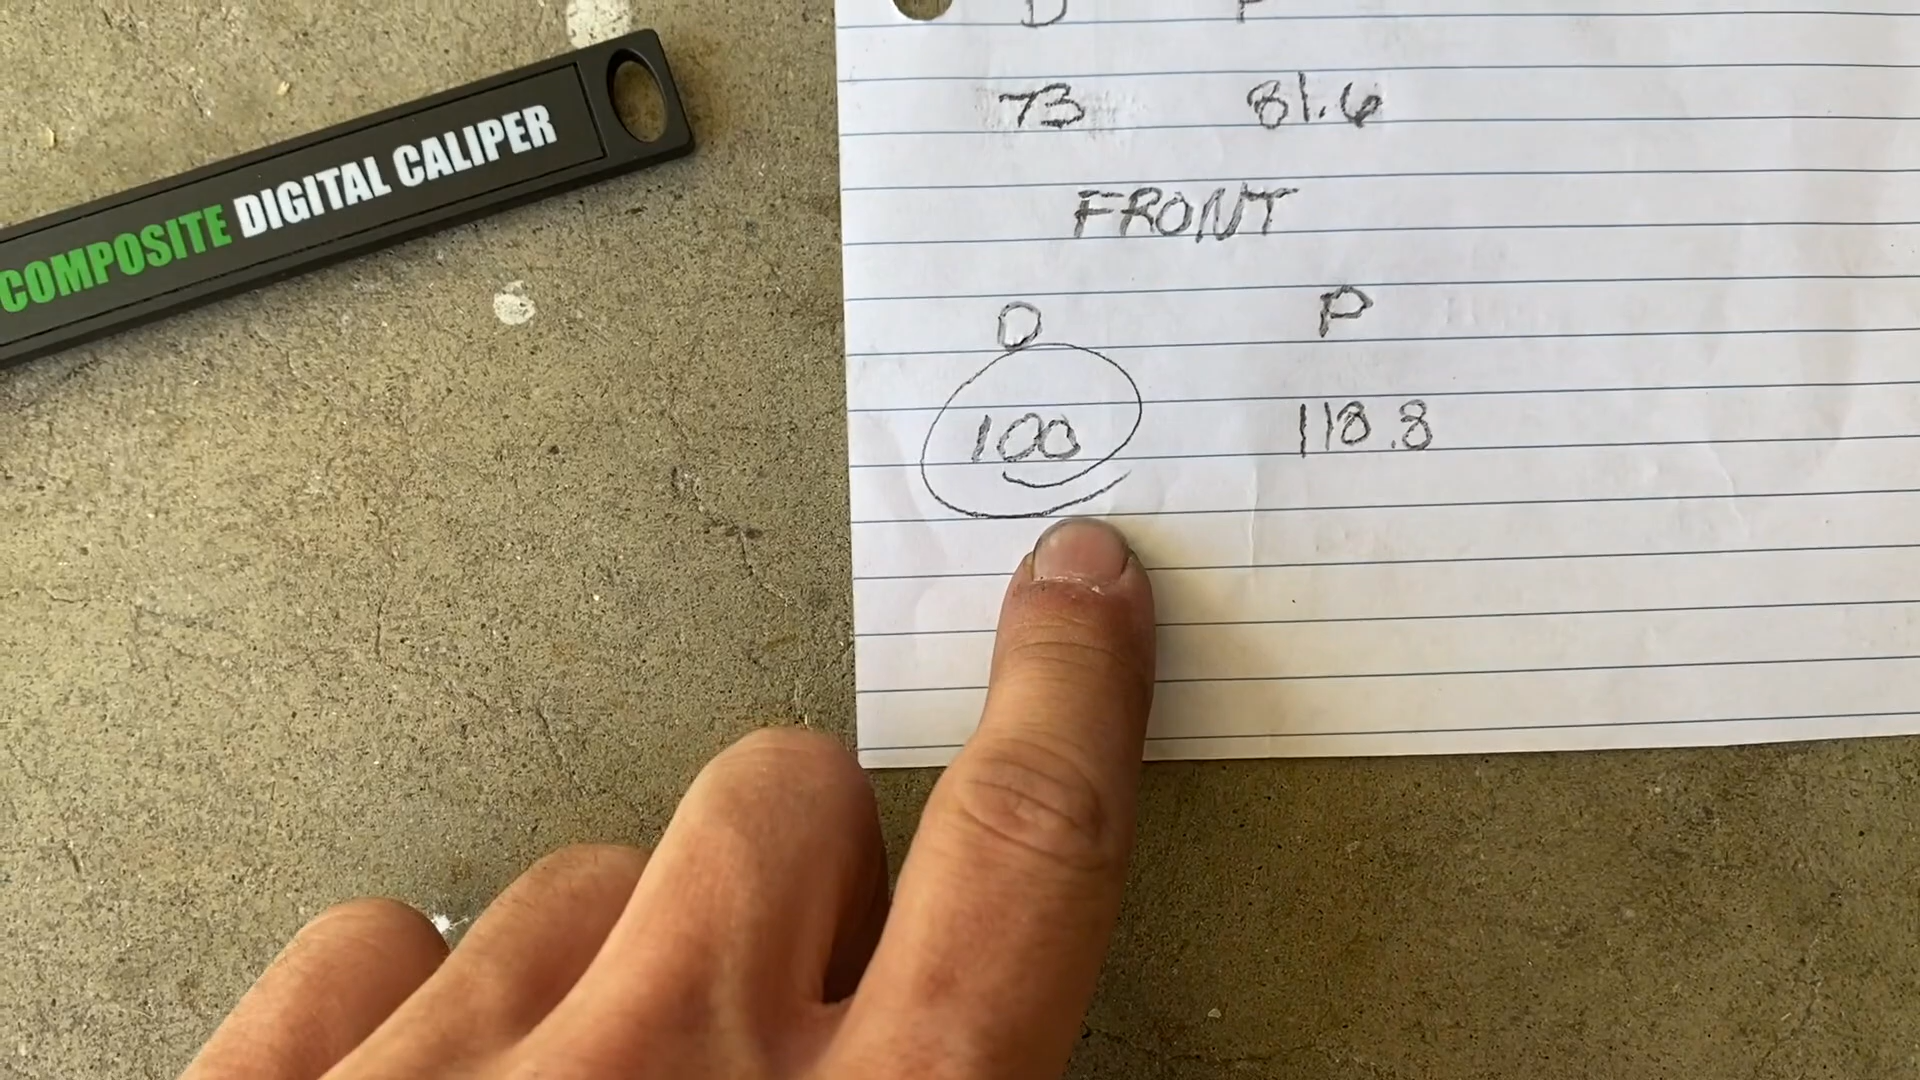 COMPOSITE DIGITAL CALIPER
D P
73 81.6
FRONT
D P
100 118.8